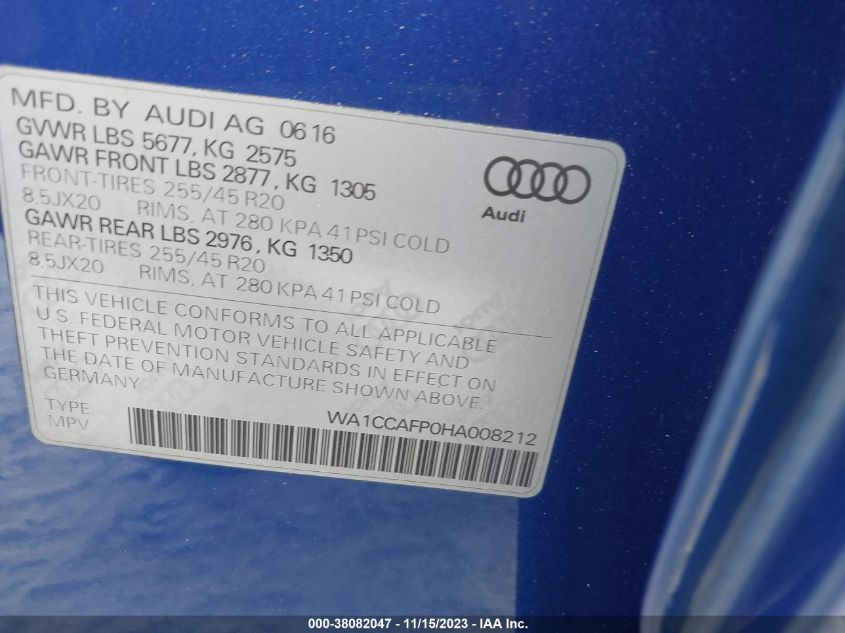 MFD. BY AUDI AG 0616
GVWR LBS 5677, KG 2575
GAWR FRONT LBS 2877, KG 1305
FRONT-TIRES 255/45 R20
8,5JX20 RIMS, AT 280 KPA 41 PSI COLD
GAWR REAR LBS 2976, KG 1350
REAR-TIRES 255/45 R20
8,5JX20 RIMS, AT 280 KPA 41 PSI COLD
Audi
THIS VEHICLE CONFORMS TO ALL APPLICABLE
U.S. FEDERAL MOTOR VEHICLE SAFETY AND
THEFT PREVENTION STANDARDS IN EFFECT ON
THE DATE OF MANUFACTURE SHOWN ABOVE.
GERMANY
TYPE:
MPV
WA1CCAFP0HA008212
000-38082047 - 11/15/2023 - IAA Inc.